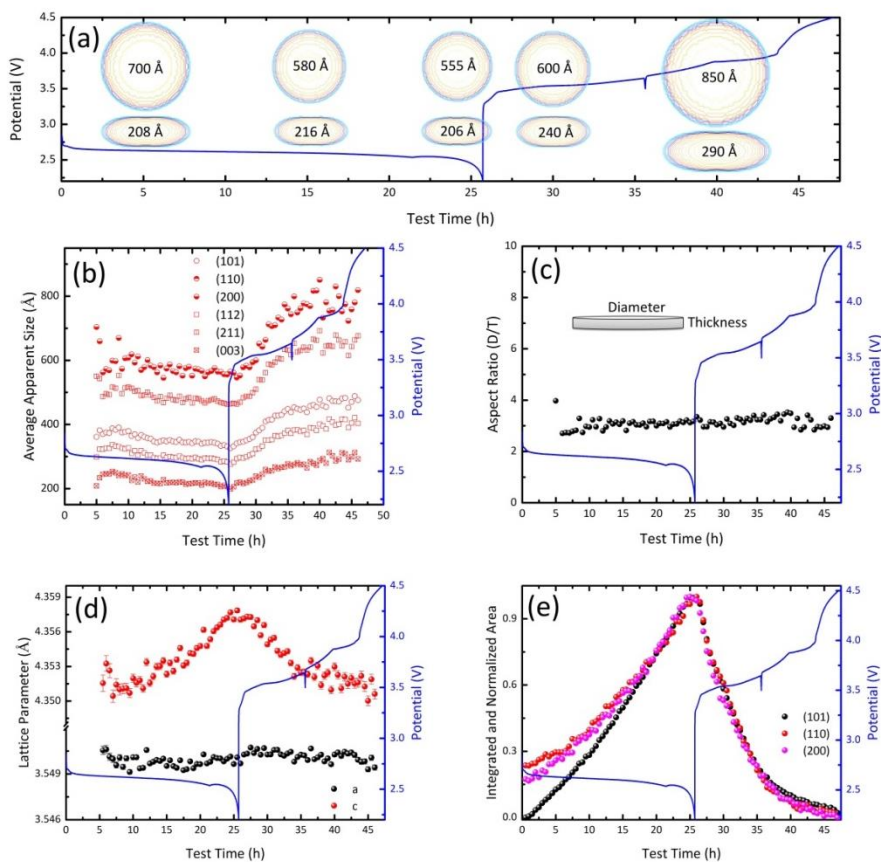 (a)
Potential (V)
4.5
4.0
3.5
3.0
2.5
700 Å
580 Å
555 Å
600 Å
850 Å
208 Å
216 Å
206 Å
240 Å
290 Å
0 5 10 15 20 25 30 35 40 45
Test Time (h)
(b)
Average Apparent Size (Å)
800
600
400
200
(101)
(110)
(200)
(112)
(211)
(003)
4.5
4.0
3.5
3.0
2.5
Potential (V)
0 5 10 15 20 25 30 35 40 45 50
Test Time (h)
(c)
Aspect Ratio (D/T)
10
8
6
4
2
0
Diameter
Thickness
4.5
4.0
3.5
3.0
2.5
Potential (V)
0 5 10 15 20 25 30 35 40 45
Test Time (h)
(d)
Lattice Parameter (Å)
4.359
4.356
4.353
4.350
3.549
3.546
a
c
4.5
4.0
3.5
3.0
2.5
Potential (V)
0 5 10 15 20 25 30 35 40 45
Test Time (h)
(e)
Integrated and Normalized Area
0.9
0.6
0.3
0.0
(101)
(110)
(200)
4.5
4.0
3.5
3.0
2.5
Potential (V)
0 5 10 15 20 25 30 35 40 45
Test Time (h)